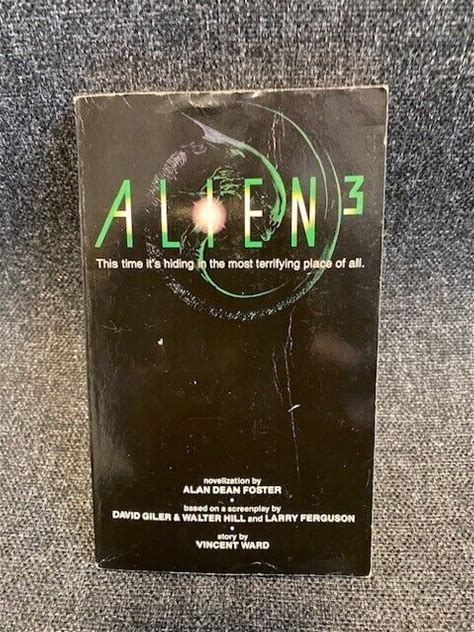 ALIEN³
This time it's hiding in the most terrifying place of all.
novelization by
ALAN DEAN FOSTER
•
based on a screenplay by
DAVID GILER & WALTER HILL and LARRY FERGUSON
•
story by
VINCENT WARD